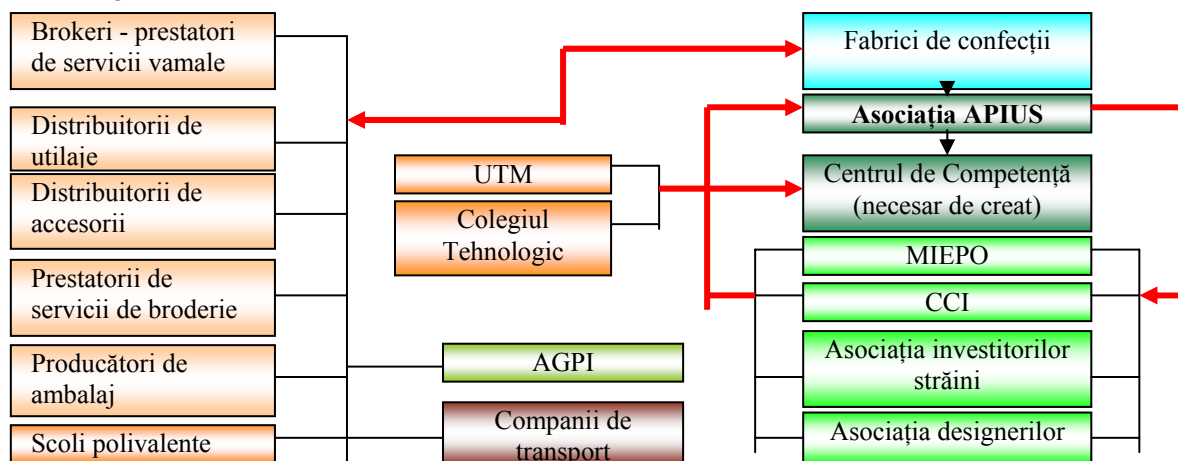 Brokeri - prestatori
de servicii vamale
Distribuitorii de
utilaje
Distribuitorii de
accesorii
Prestatorii de
servicii de broderie
Producători de
ambalaj
Scoli polivalente
UTM
Colegiul
Tehnologic
AGPI
Companii de
transport
Fabrici de confecții
Asociația APIUS
Centrul de Competență
(necesar de creat)
MIEPO
CCI
Asociația investitorilor
străini
Asociația designerilor